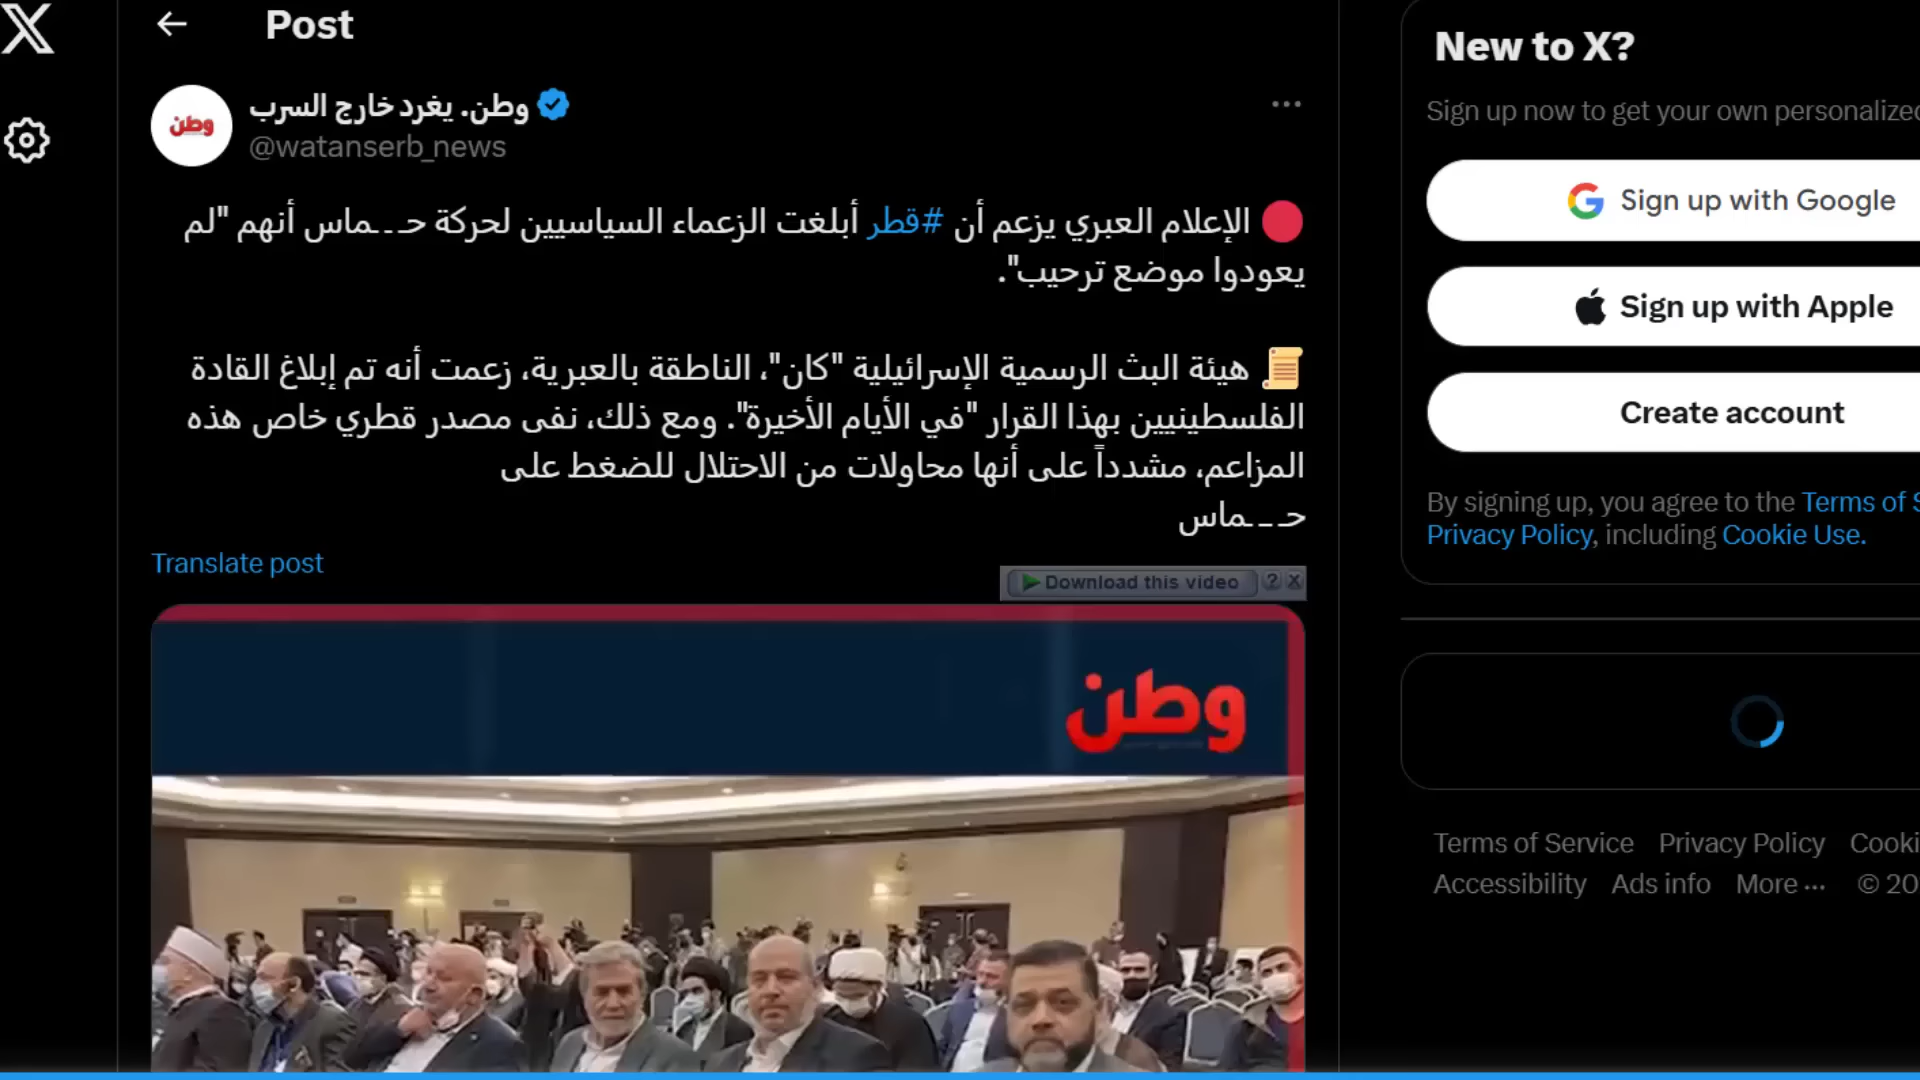 Post
وطن. يغرد خارج السرب
@watanserb_news
وطن
الإعلام العبري يزعم أن #قطر أبلغت الزعماء السياسيين لحركة حـ ـ ـماس أنهم "لم
يعودوا موضع ترحيب".
هيئة البث الرسمية الإسرائيلية "كان"، الناطقة بالعبرية، زعمت أنه تم إبلاغ القادة
الفلسطينيين بهذا القرار "في الأيام الأخيرة". ومع ذلك، نفى مصدر قطري خاص هذه
المزاعم، مشدداً على أنها محاولات من الاحتلال للضغط على
حـ ـ ـماس
Translate post
Download this video ? X
وطن
New to X?
Sign up now to get your own personalized
Sign up with Google
Sign up with Apple
Create account
By signing up, you agree to the Terms of S
Privacy Policy, including Cookie Use.
Terms of Service Privacy Policy Cooki
Accessibility Ads info More ... © 20